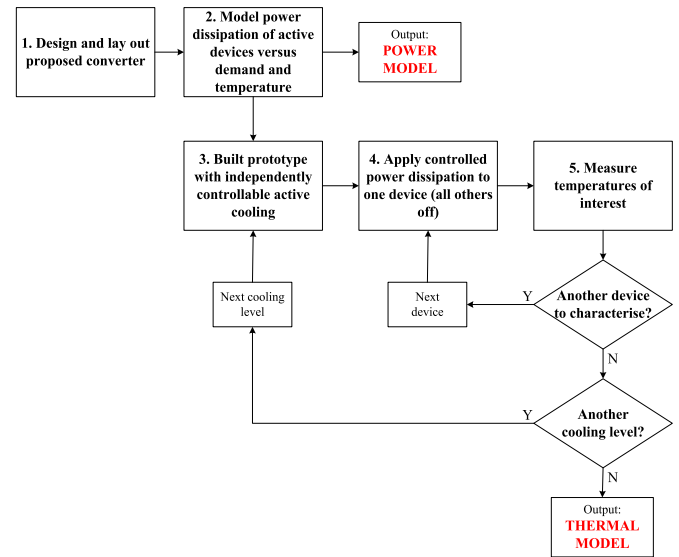 1. Design and lay out
proposed converter
2. Model power
dissipation of active
devices versus
demand and
temperature
Output:
POWER
MODEL
3. Built prototype
with independently
controllable active
cooling
4. Apply controlled
power dissipation to
one device (all others
off)
5. Measure
temperatures of
interest
Next cooling
level
Next
device
Y
Another device
to characterise?
N
Y
Another
cooling level?
N
Output:
THERMAL
MODEL